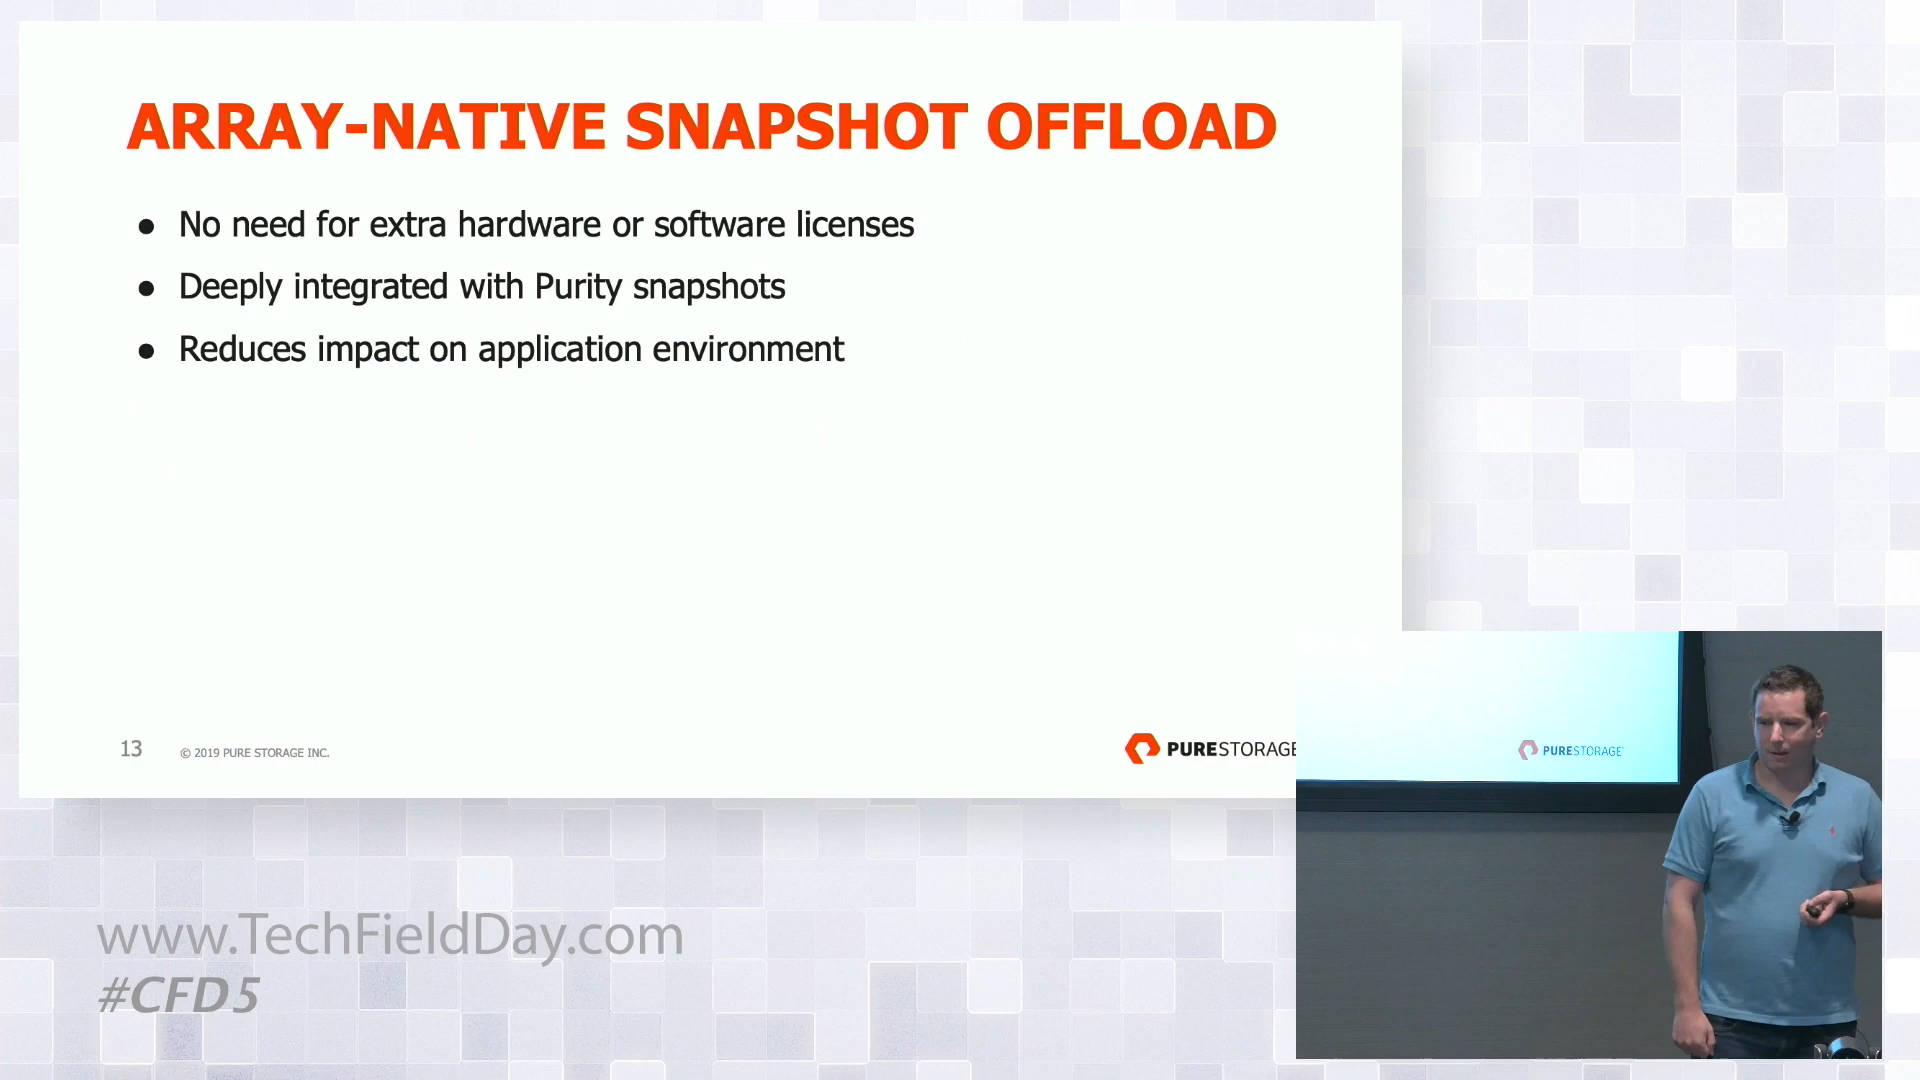 ARRAY-NATIVE SNAPSHOT OFFLOAD
● No need for extra hardware or software licenses
● Deeply integrated with Purity snapshots
● Reduces impact on application environment
13
© 2019 PURE STORAGE INC.
PURESTORAGE
PURESTORAGE
www.TechFieldDay.com
#CFD5